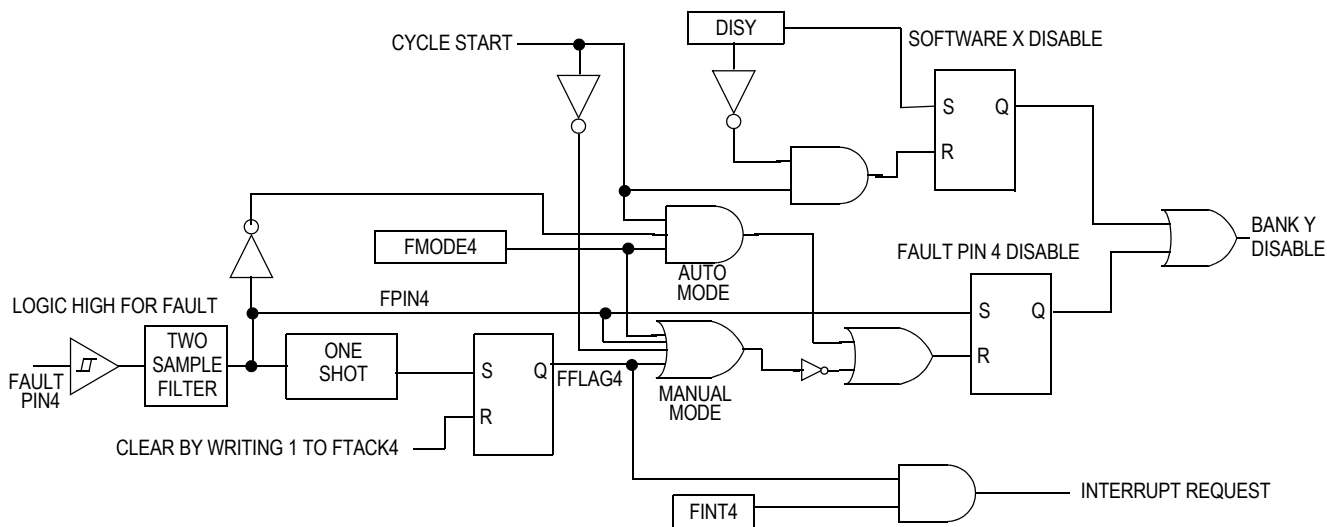 DISY
CYCLE START
SOFTWARE X DISABLE
S
Q
R
BANK Y
DISABLE
FMODE4
AUTO
MODE
FAULT PIN 4 DISABLE
LOGIC HIGH FOR FAULT
FPIN4
S
Q
R
TWO
SAMPLE
FILTER
ONE
SHOT
FAULT
PIN4
S
Q
R
FFLAG4
MANUAL
MODE
CLEAR BY WRITING 1 TO FTACK4
INTERRUPT REQUEST
FINT4